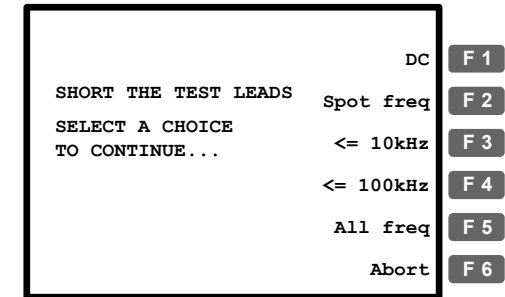 DC F 1
SHORT THE TEST LEADS
Spot freq F 2
SELECT A CHOICE
TO CONTINUE...
<= 10kHz F 3
<= 100kHz F 4
All freq F 5
Abort F 6